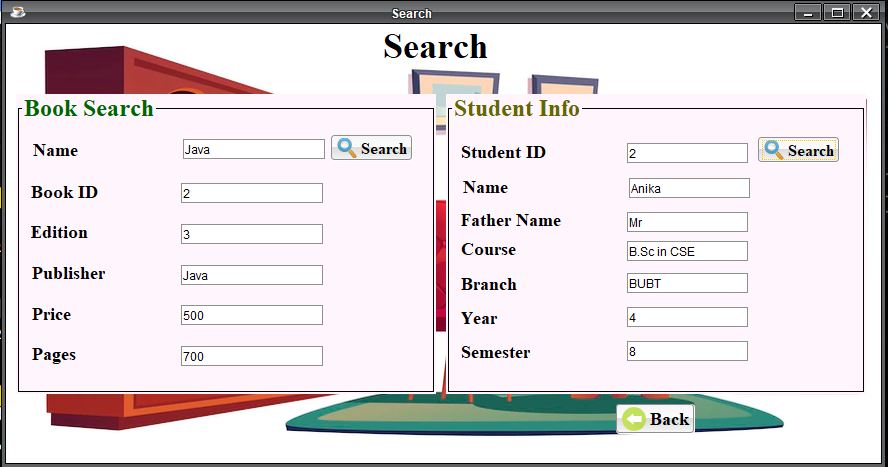 Search
Search
Book Search
Name Java Search
Book ID 2
Edition 3
Publisher Java
Price 500
Pages 700
Student Info
Student ID 2 Search
Name Anika
Father Name Mr
Course B.Sc in CSE
Branch BUBT
Year 4
Semester 8
Back